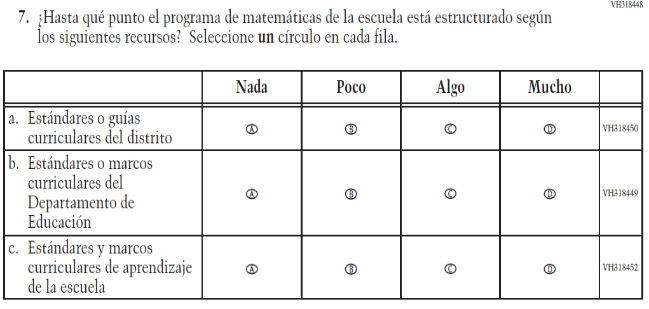 VH318448
7. ¿Hasta qué punto el programa de matemáticas de la escuela está estructurado según
los siguientes recursos? Seleccione un círculo en cada fila.
Nada Poco Algo Mucho
a. Estándares o guías
curriculares del distrito
A B C D VH318450
b. Estándares o marcos
curriculares del
Departamento de
Educación
A B C D VH318449
c. Estándares y marcos
curriculares de aprendizaje
de la escuela
A B C D VH318452